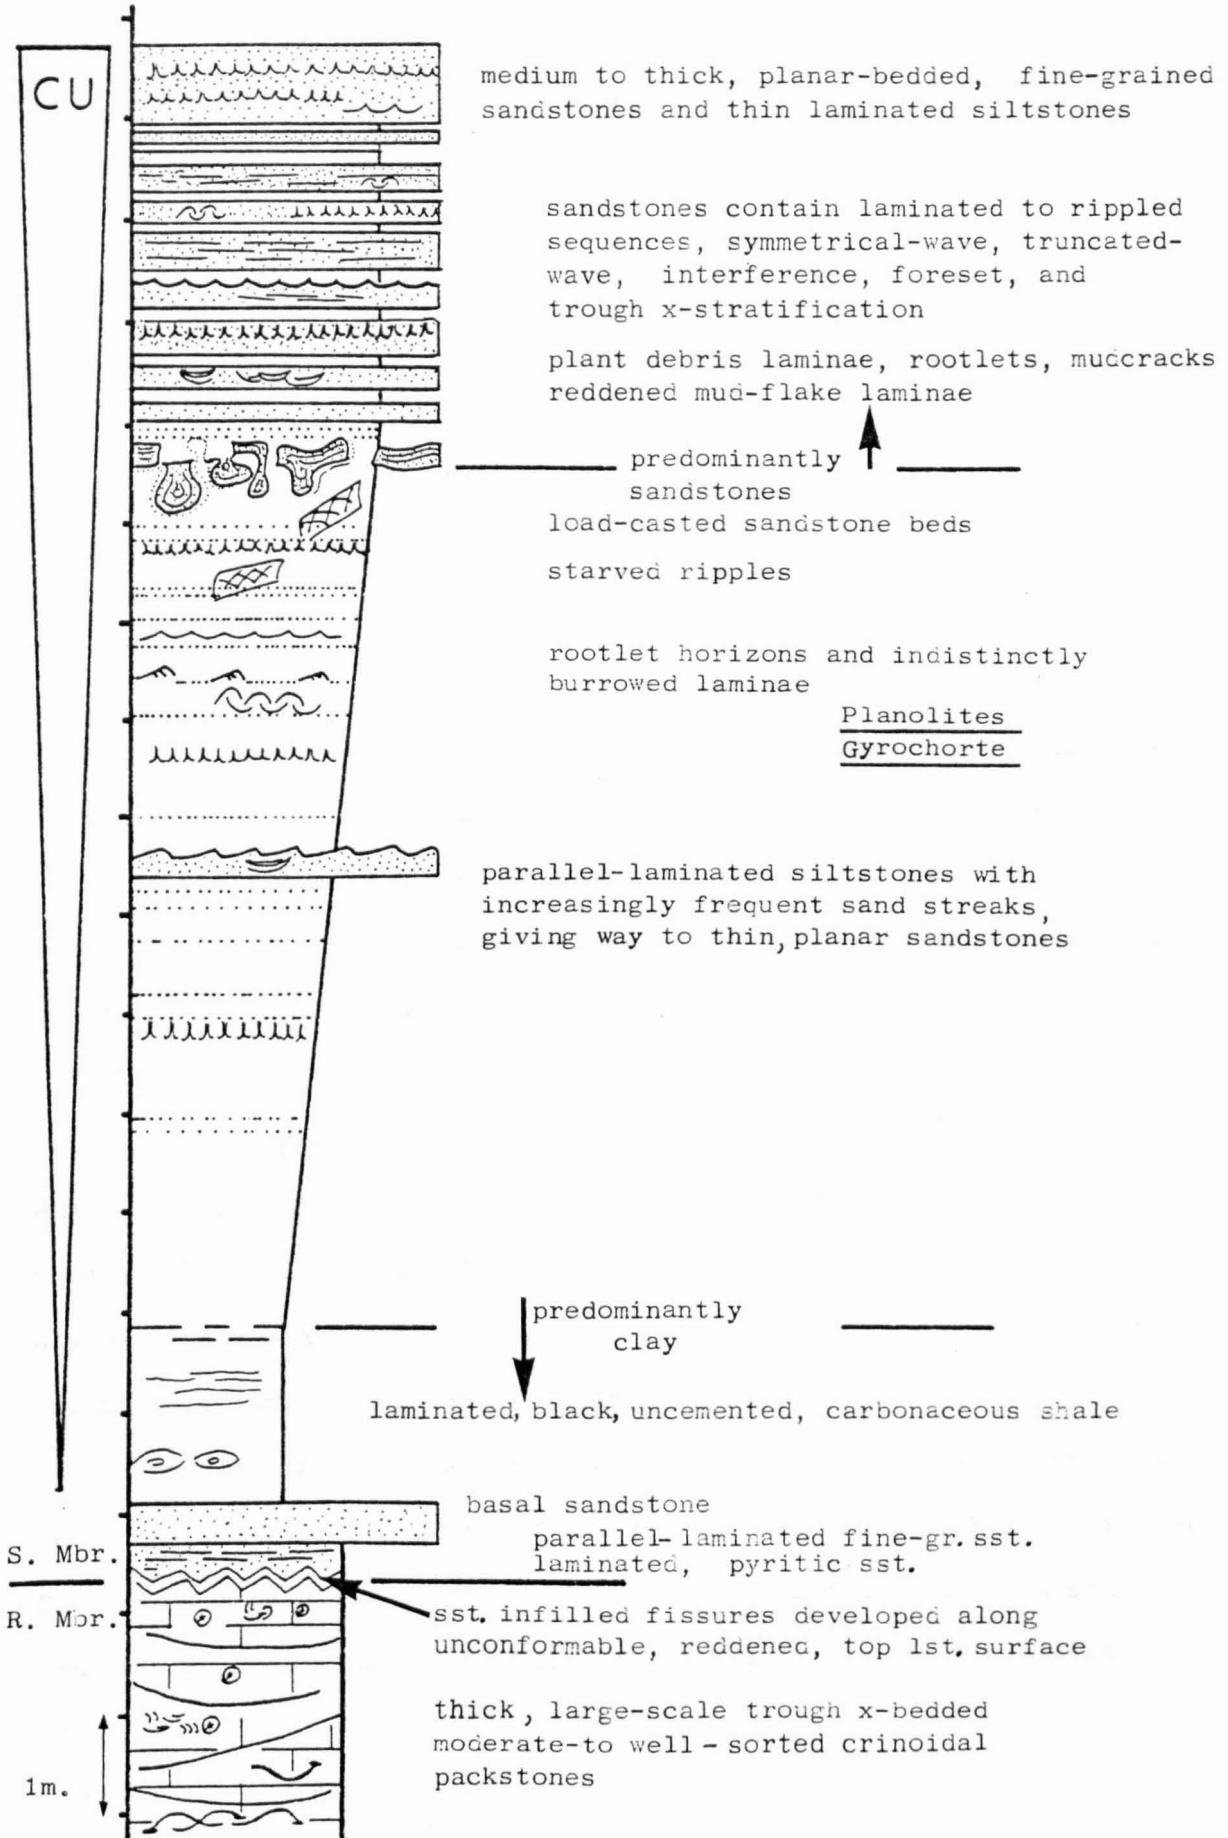 CU
medium to thick, planar-bedded, fine-grained
sandstones and thin laminated siltstones
sandstones contain laminated to rippled
sequences, symmetrical-wave, truncated-
wave, interference, foreset, and
trough x-stratification
plant debris laminae, rootlets, mudcracks
reddened mud-flake laminae
predominantly
sandstones
load-casted sandstone beds
starved ripples
rootlet horizons and indistinctly
burrowed laminae
Planolites
Gyrochorte
parallel-laminated siltstones with
increasingly frequent sand streaks,
giving way to thin, planar sandstones
predominantly
clay
laminated, black, uncemented, carbonaceous shale
basal sandstone
parallel-laminated fine-gr. sst.
laminated, pyritic sst.
S. Mbr.
R. Mbr.
sst. infilled fissures developed along
unconformable, reddened, top lst. surface
thick, large-scale trough x-bedded
moderate-to well-sorted crinoidal
packstones
1m.